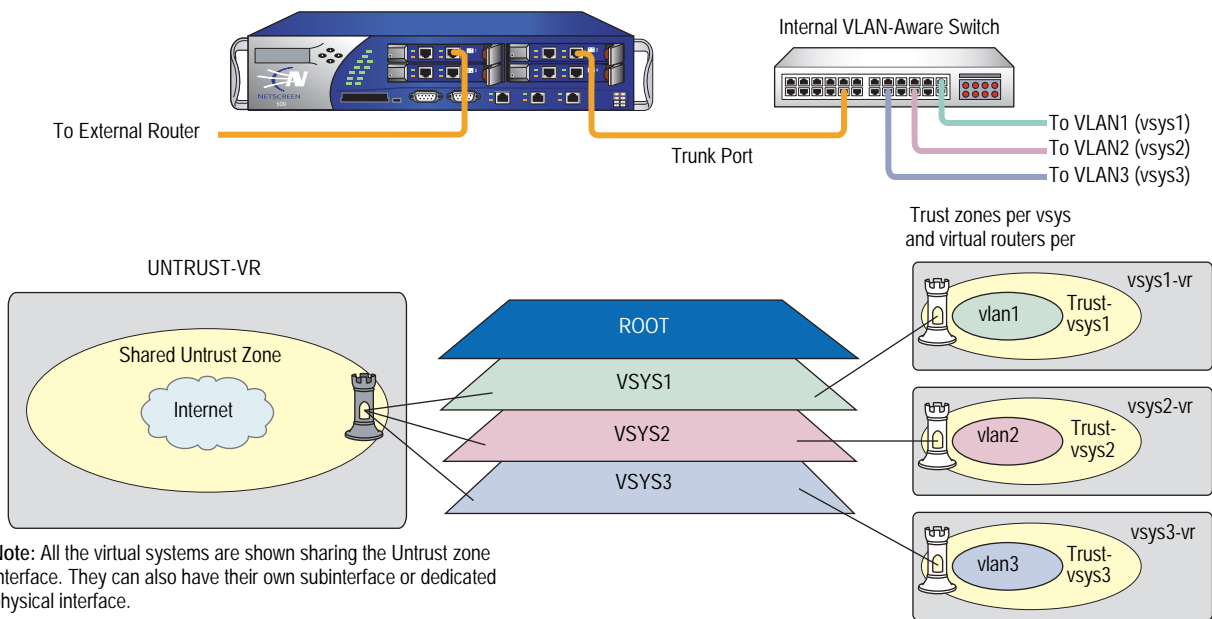 Internal VLAN-Aware Switch
NETSCREEN
500
To External Router
Trunk Port
To VLAN1 (vsys1)
To VLAN2 (vsys2)
To VLAN3 (vsys3)
Trust zones per vsys
and virtual routers per
UNTRUST-VR
Shared Untrust Zone
Internet
ROOT
VSYS1
VSYS2
VSYS3
vsys1-vr
vlan1
Trust-
vsys1
vsys2-vr
vlan2
Trust-
vsys2
vsys3-vr
vlan3
Trust-
vsys3
ote: All the virtual systems are shown sharing the Untrust zone
nterface. They can also have their own subinterface or dedicated
hysical interface.